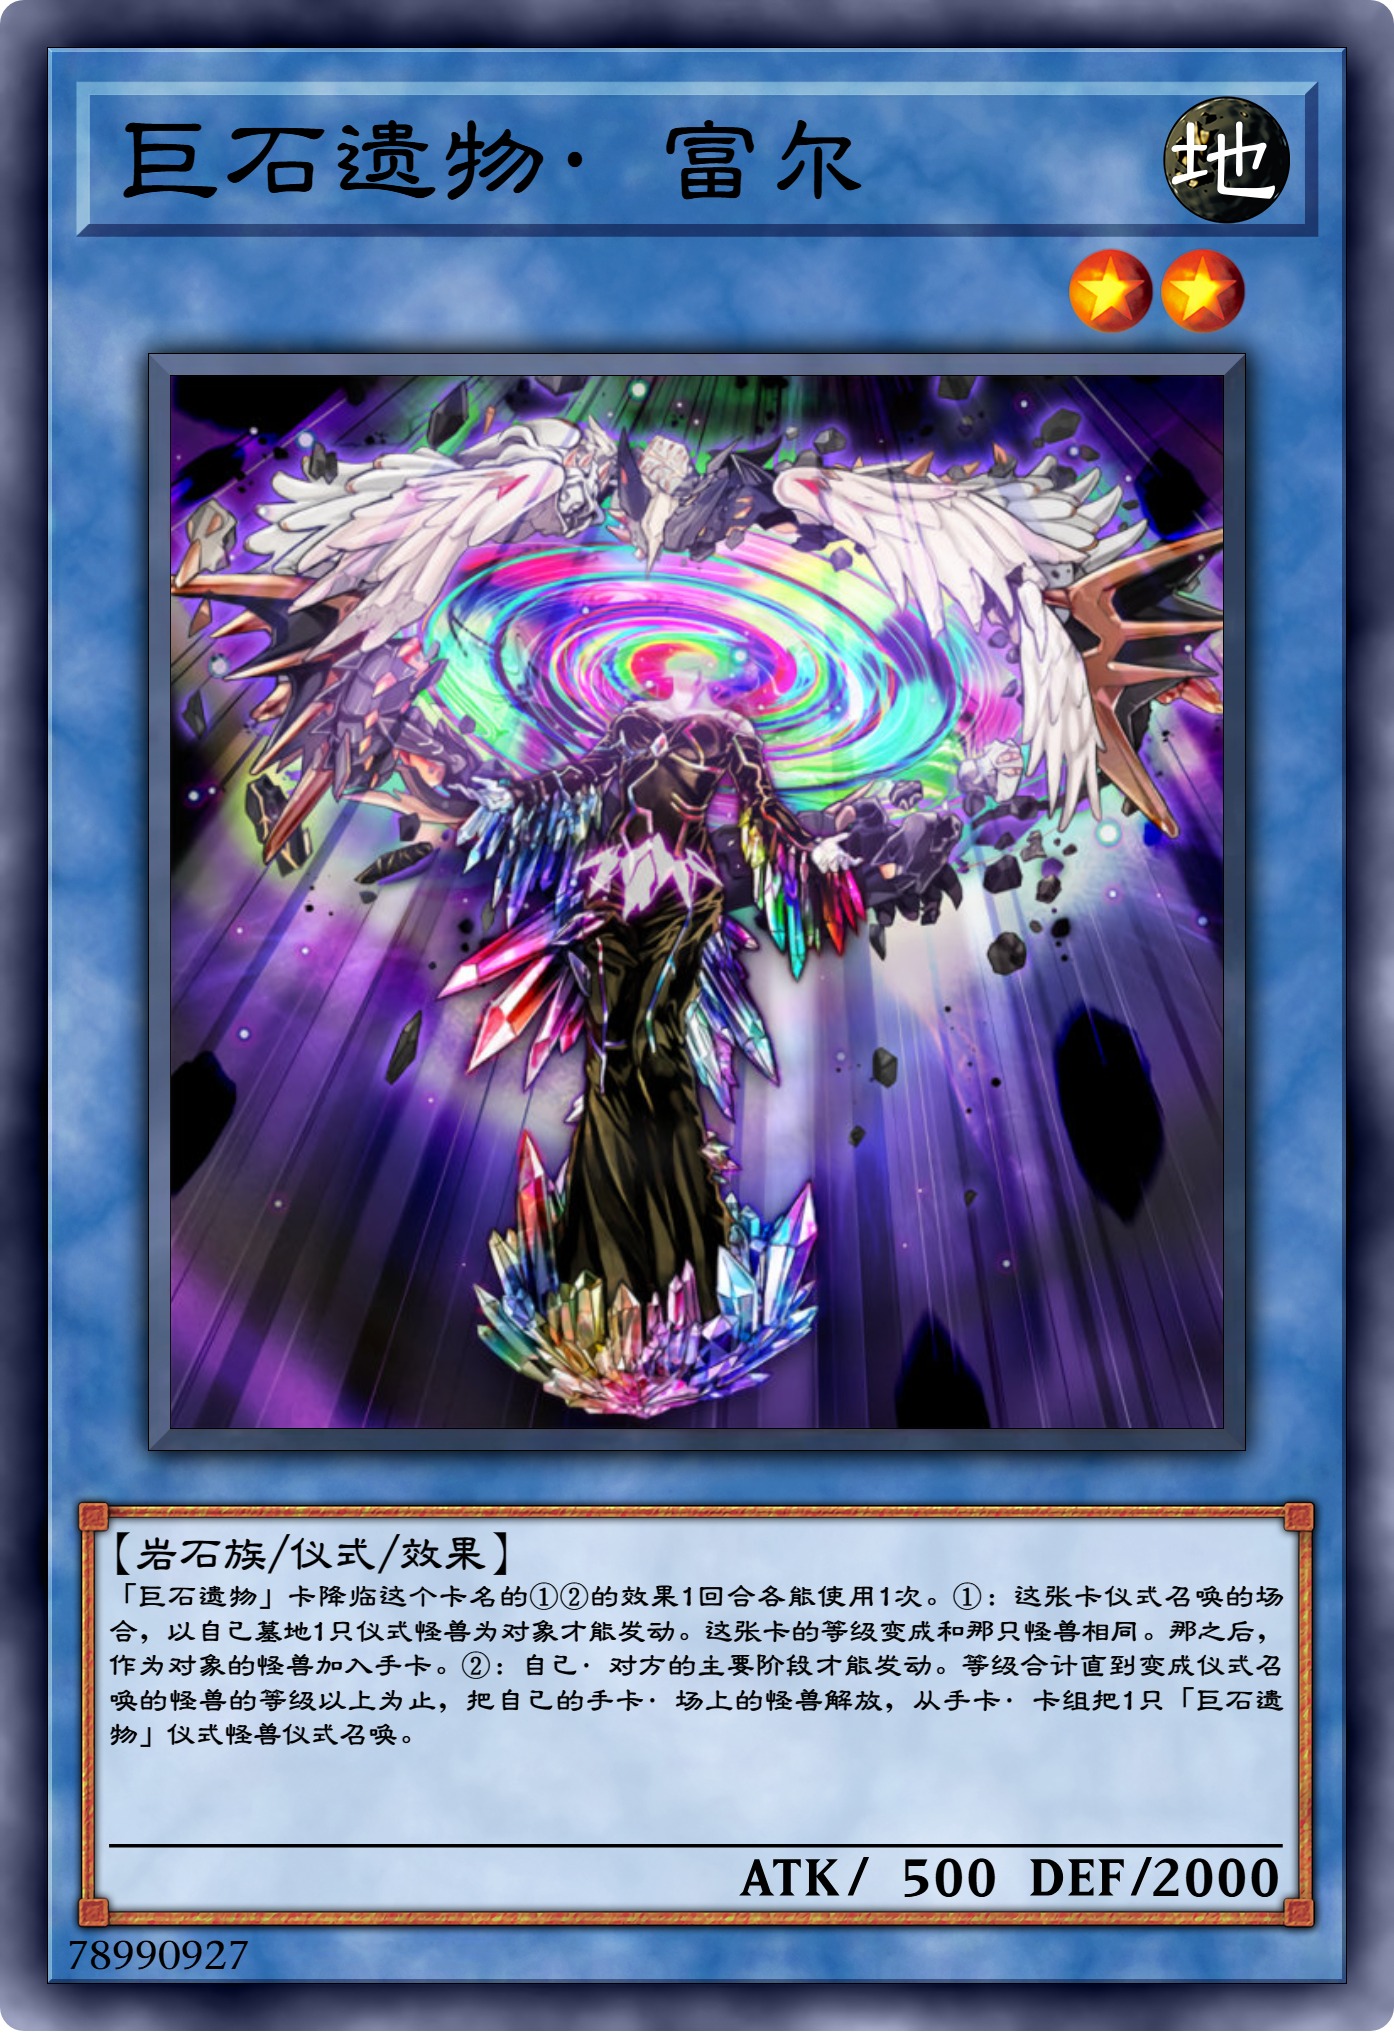 巨石遗物·富尔
地
【岩石族/仪式/效果】
「巨石遗物」卡降临这个卡名的①②的效果1回合各能使用1次。①：这张卡仪式召唤的场
合，以自己墓地1只仪式怪兽为对象才能发动。这张卡的等级变成和那只怪兽相同。那之后，
作为对象的怪兽加入手卡。②：自己·对方的主要阶段才能发动。等级合计直到变成仪式召
唤的怪兽的等级以上为止，把自己的手卡·场上的怪兽解放，从手卡·卡组把1只「巨石遗
物」仪式怪兽仪式召唤。
ATK/ 500 DEF/2000
78990927